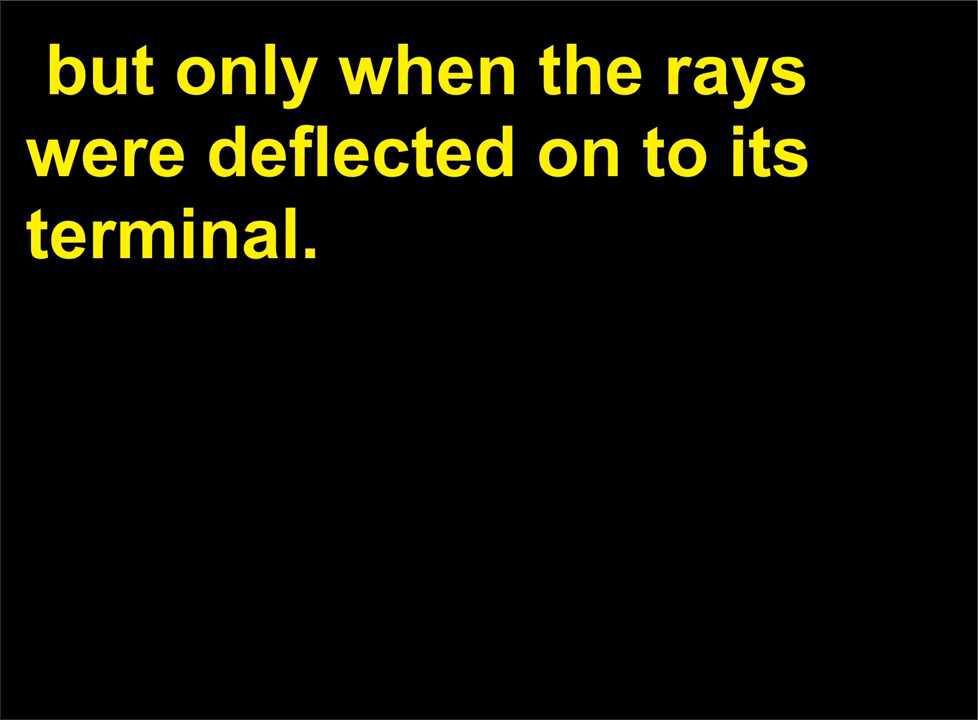 but only when the rays
were deflected on to its
terminal.